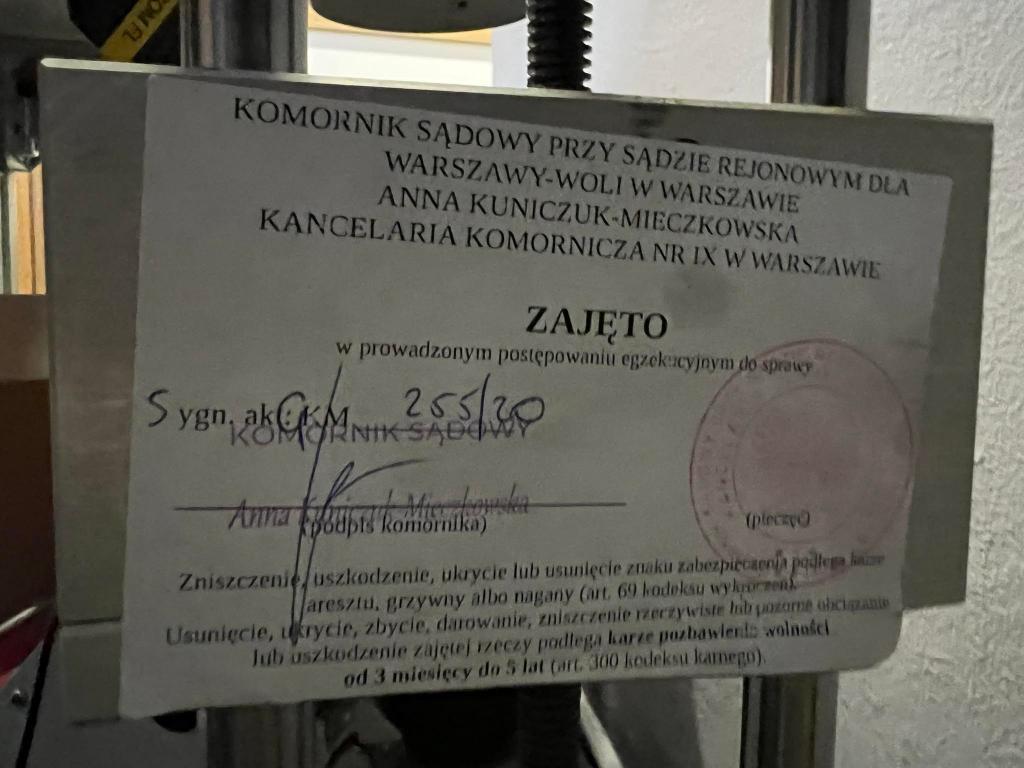 KOMORNIK SĄDOWY PRZY SĄDZIE REJONOWYM DLA
WARSZAWY-WOLI W WARSZAWIE
ANNA KUNICZUK-MIECZKOWSKA
KANCELARIA KOMORNICZA NR IX W WARSZAWIE
ZAJĘTO
w prowadzonym postępowaniu egzekucyjnym do sprawy
Sygn. akt: GKM 255/20
KOMORNIK SĄDOWY
Anna Kuniczuk-Mieczkowska
(podpis komornika) (pieczęć)
Zniszczenie, uszkodzenie, ukrycie lub usunięcie znaku zabezpieczenia podlega karze
aresztu, grzywny albo nagany (art. 69 kodeksu wykroczeń).
Usunięcie, ukrycie, zbycie, darowanie, zniszczenie rzeczywiste lub pozorne obciążanie
lub uszkodzenie zajętej rzeczy podlega karze pozbawienia wolności
od 3 miesięcy do 5 lat (art. 300 kodeksu karnego).